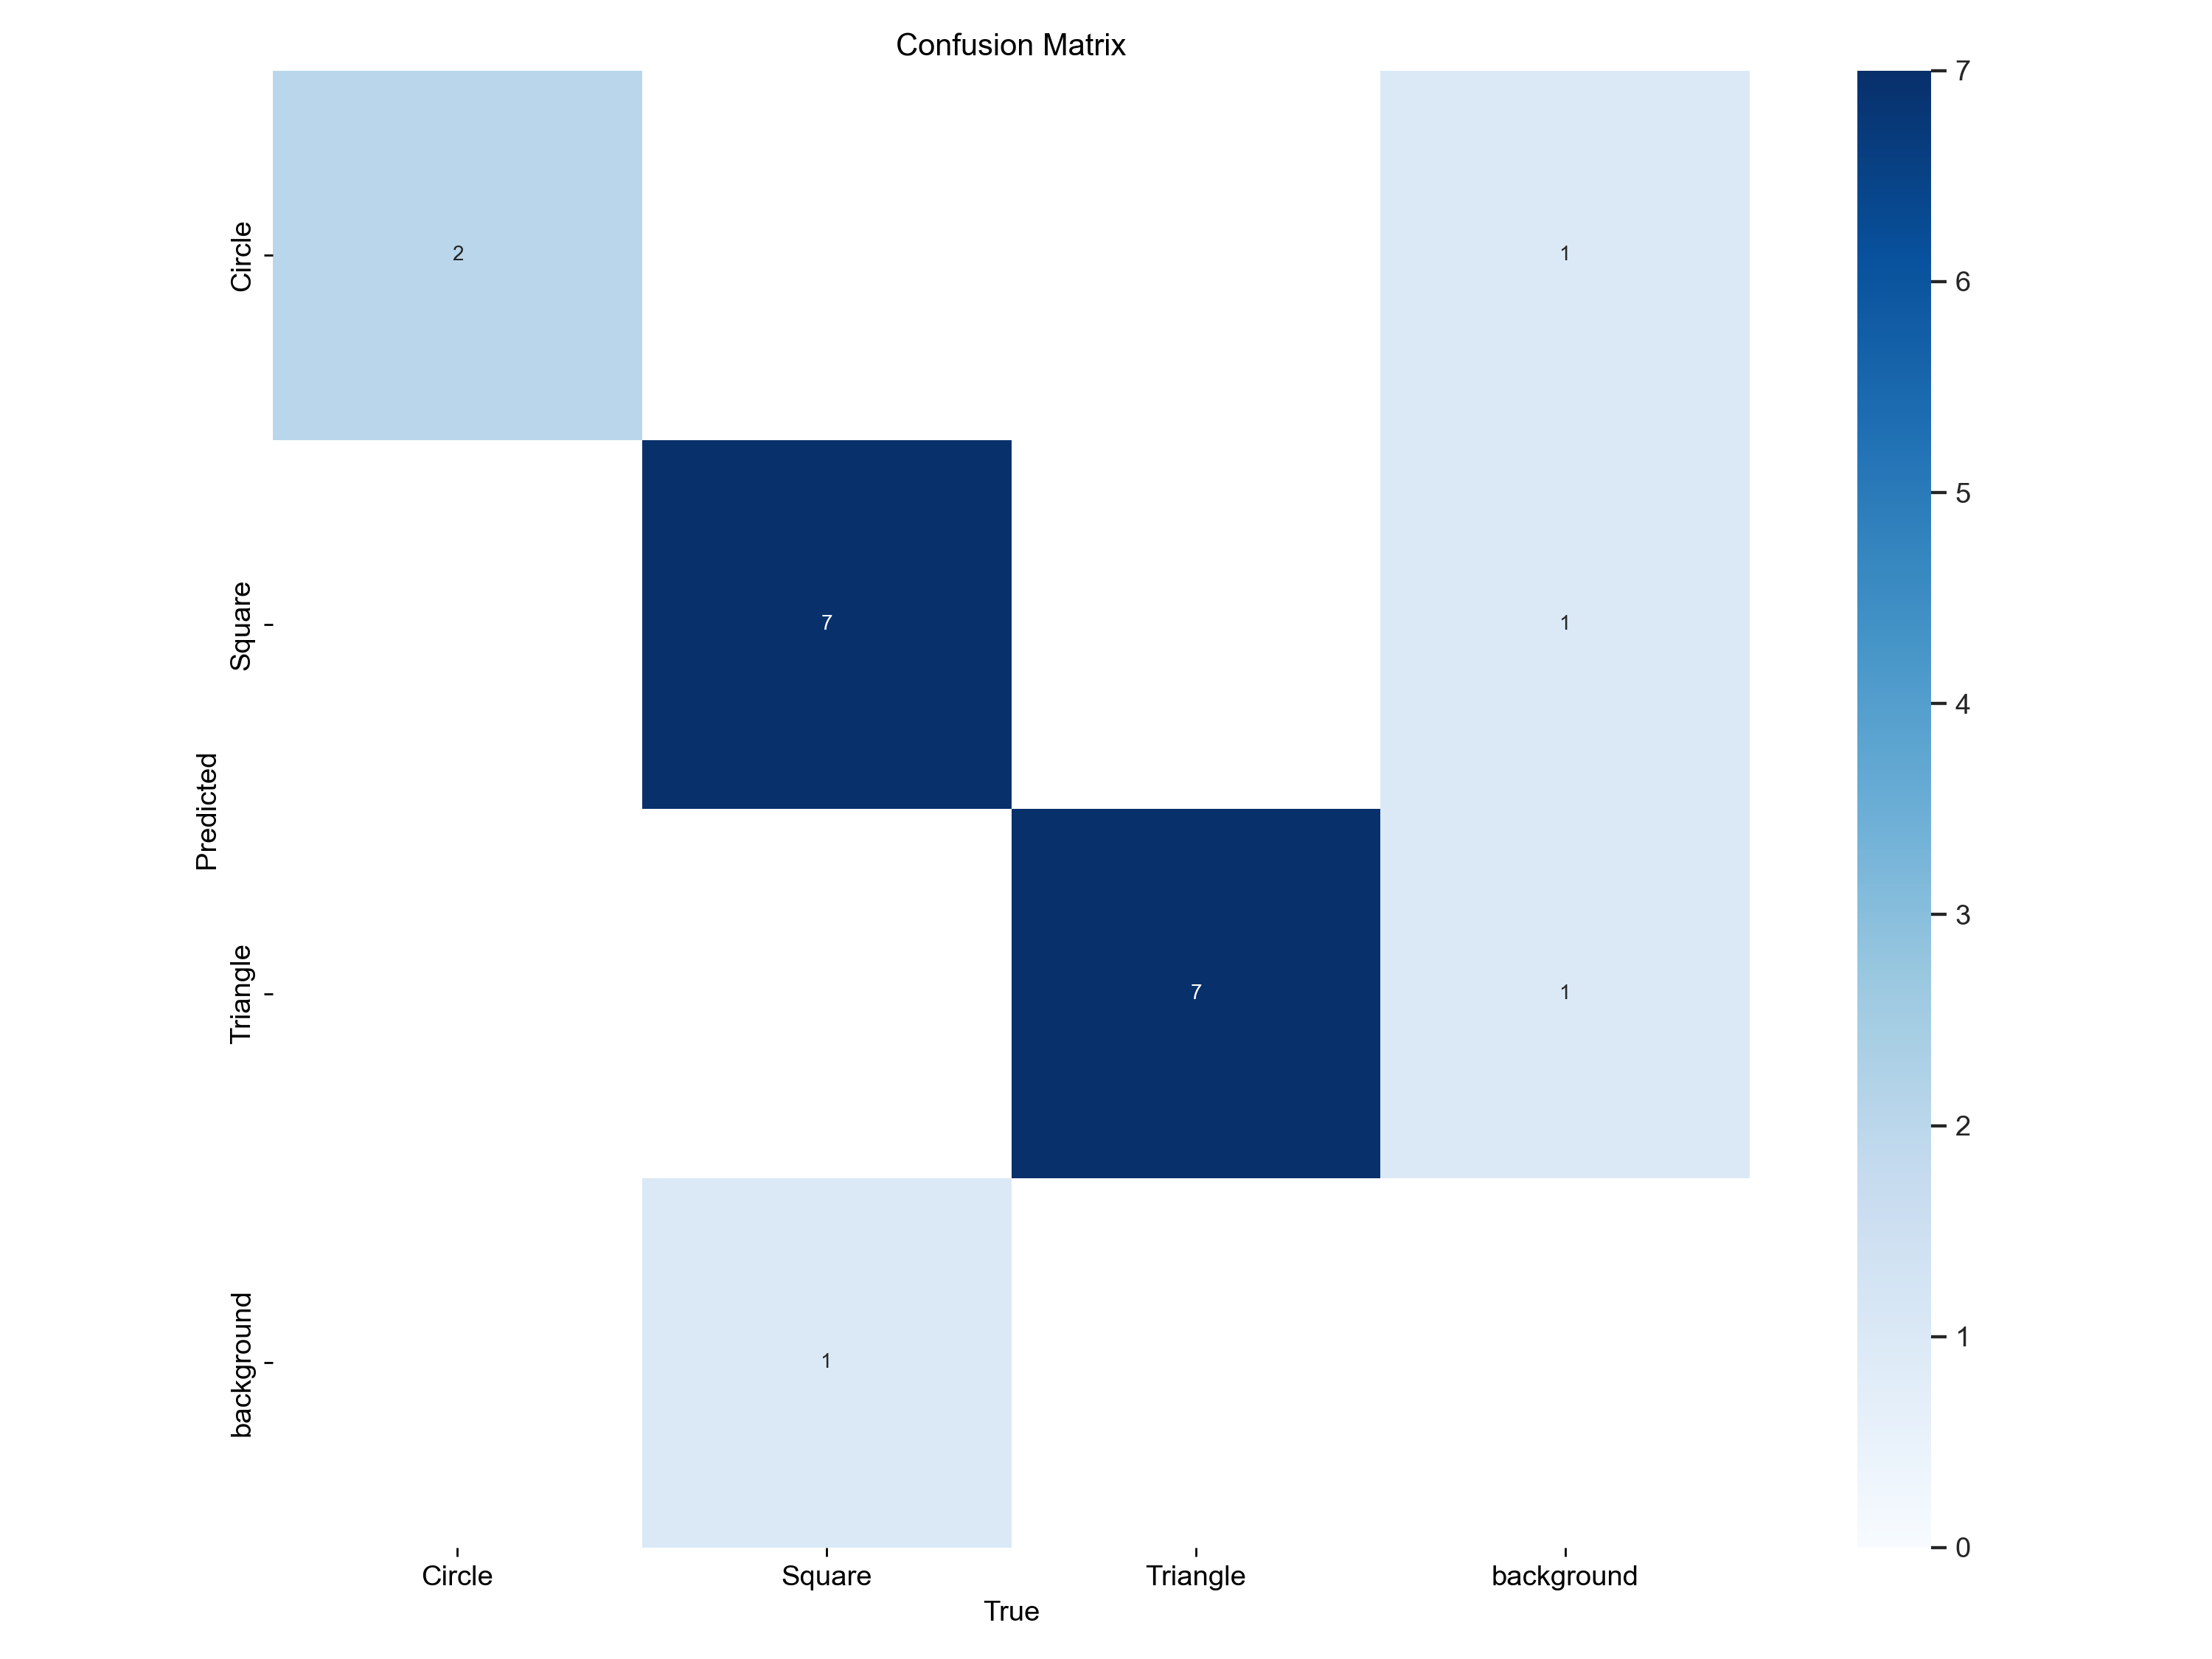 Confusion Matrix
Circle
2
1
Square
7
1
Triangle
7
1
background
1
Predicted
Circle
Square
Triangle
background
True
7
6
5
4
3
2
1
0